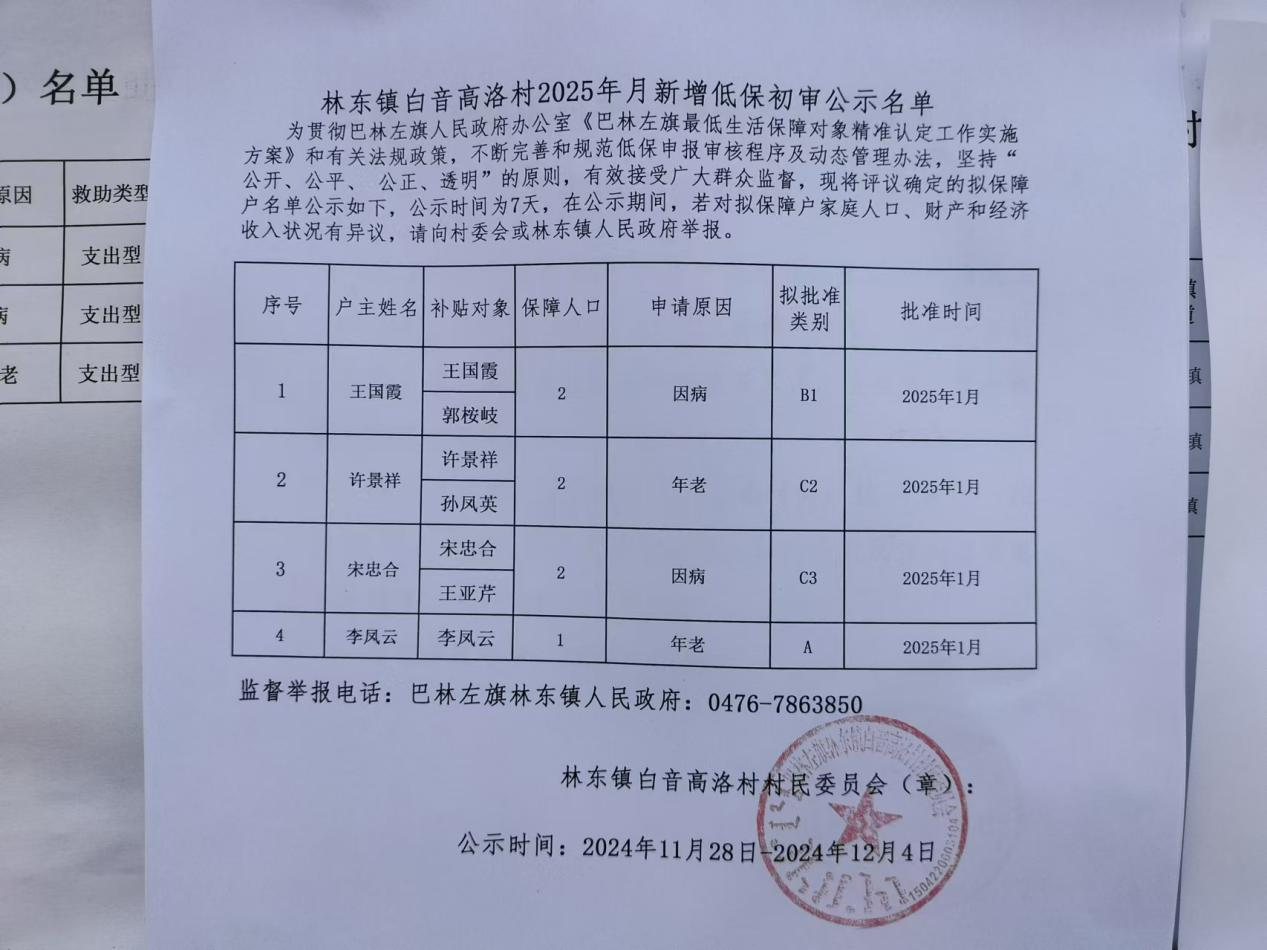 ）名单
原因 救助类型
病 支出型
病 支出型
老 支出型
林东镇白音高洛村2025年月新增低保初审公示名单
为贯彻巴林左旗人民政府办公室《巴林左旗最低生活保障对象精准认定工作实施
方案》和有关法规政策，不断完善和规范低保申报审核程序及动态管理办法，坚持“
公开、公平、 公正、透明”的原则，有效接受广大群众监督，现将评议确定的拟保障
户名单公示如下，公示时间为7天，在公示期间，若对拟保障户家庭人口、财产和经济
收入状况有异议，请向村委会或林东镇人民政府举报。
序号 户主姓名 补贴对象 保障人口 申请原因 拟批准类别 批准时间
1 王国霞 王国霞 2 因病 B1 2025年1月
郭桉岐
2 许景祥 许景祥 2 年老 C2 2025年1月
孙凤英
3 宋忠合 宋忠合 2 因病 C3 2025年1月
王亚芹
4 李凤云 李凤云 1 年老 A 2025年1月
监督举报电话：巴林左旗林东镇人民政府：0476-7863850
林东镇白音高洛村村民委员会（章）：
公示时间：2024年11月28日-2024年12月4日
镇
镇
镇